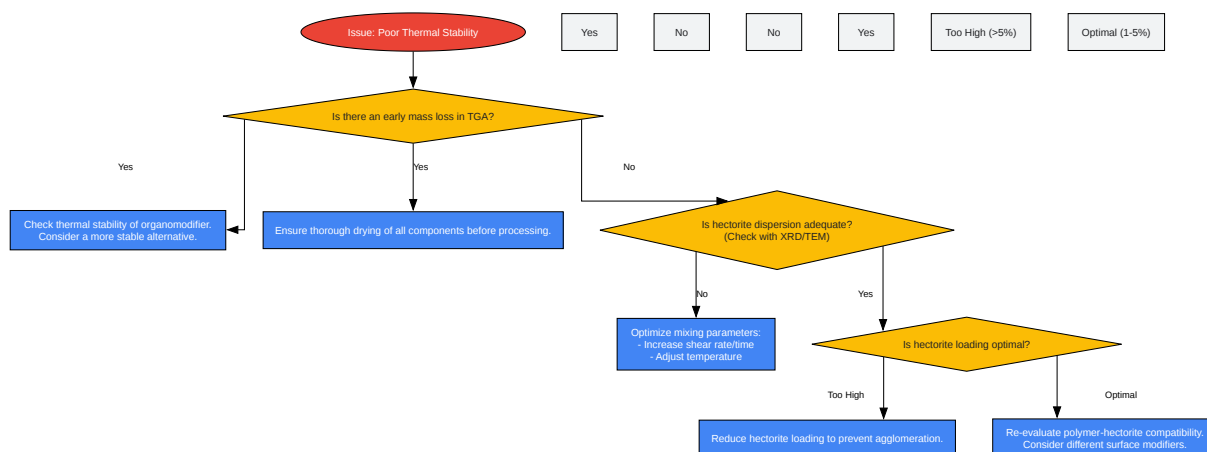 Issue: Poor Thermal Stability
Yes
No
No
Yes
Too High (>5%)
Optimal (1-5%)
Is there an early mass loss in TGA?
Yes
Yes
No
Check thermal stability of organomodifier.
Consider a more stable alternative.
Ensure thorough drying of all components before processing.
Is hectorite dispersion adequate?
(Check with XRD/TEM)
No
Yes
Optimize mixing parameters:
- Increase shear rate/time
- Adjust temperature
Is hectorite loading optimal?
Too High
Optimal
Reduce hectorite loading to prevent agglomeration.
Re-evaluate polymer-hectorite compatibility.
Consider different surface modifiers.